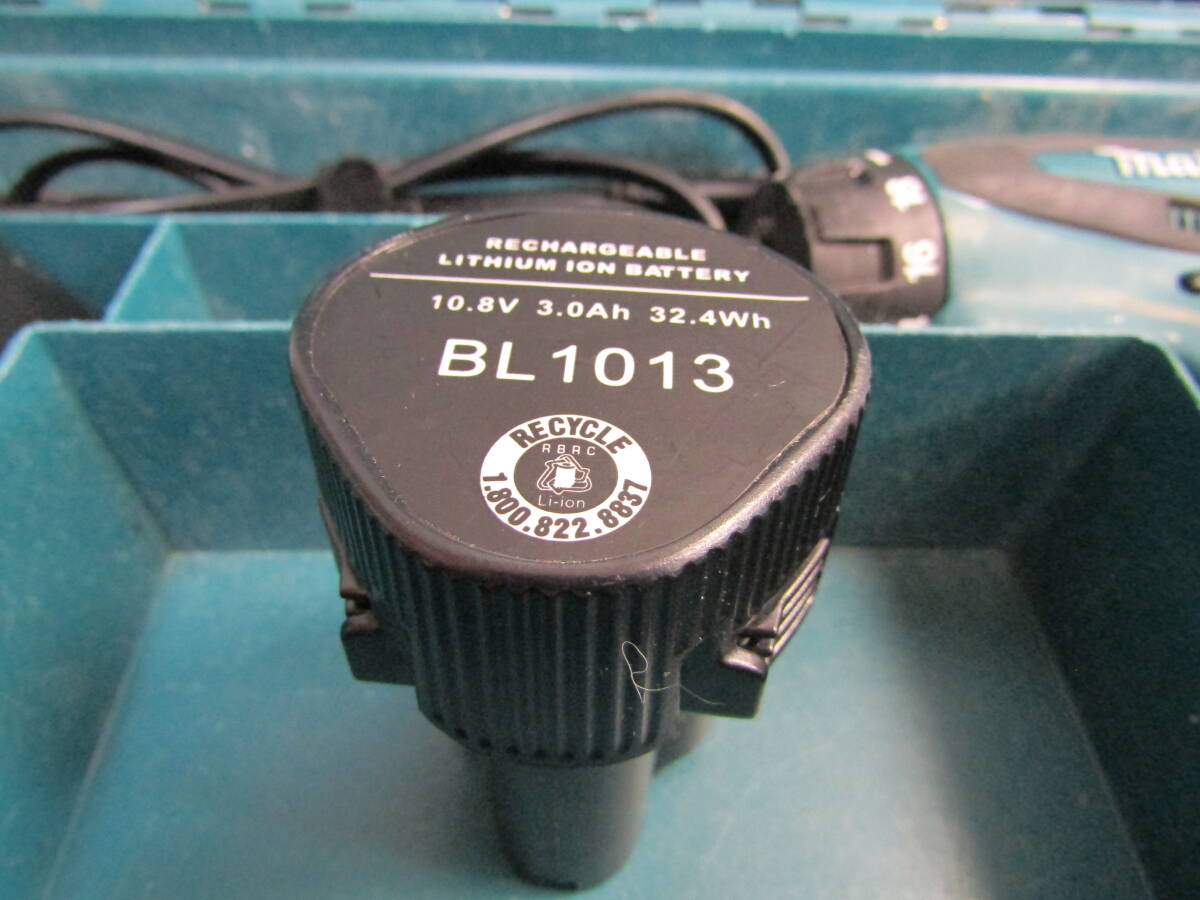 RECHARGEABLE
LITHIUM ION BATTERY
10.8V 3.0Ah 32.4Wh
BL1013
RECYCLE
RBRC
Li-ion
1.800.822.8837
16